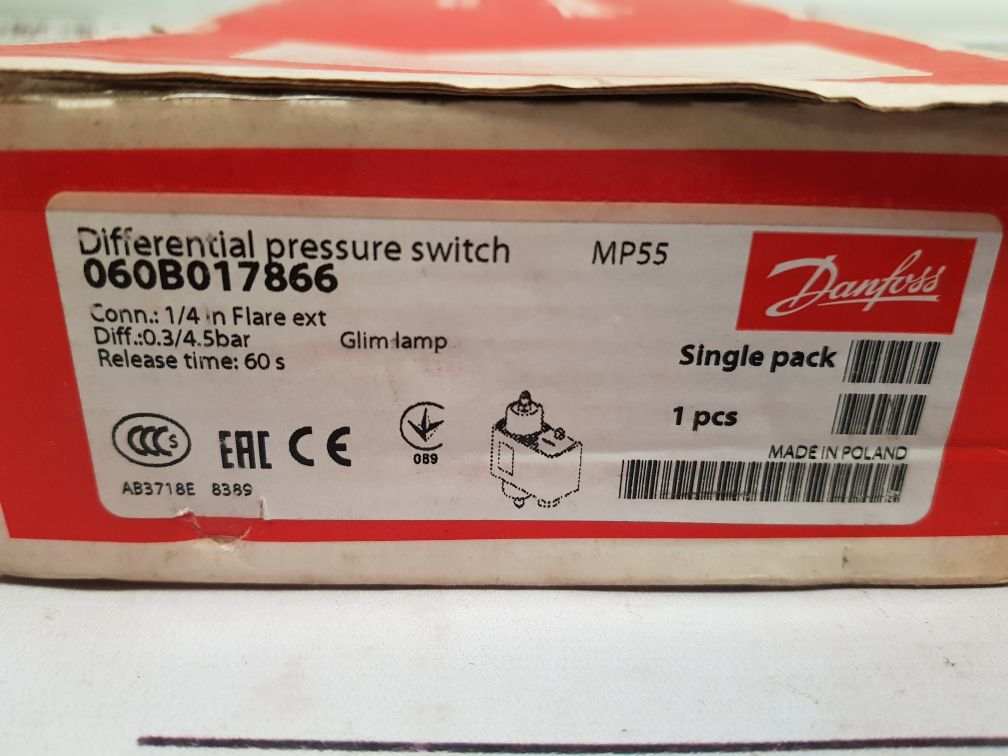 Differential pressure switch
MP55
Danfoss
060B017866
Conn.: 1/4 in Flare ext
Diff.:0.3/4.5bar
Glim lamp
Release time: 60 s
Single pack
1 pcs
CCC S
EAC
CE
089
MADE IN POLAND
AB3718E 8389